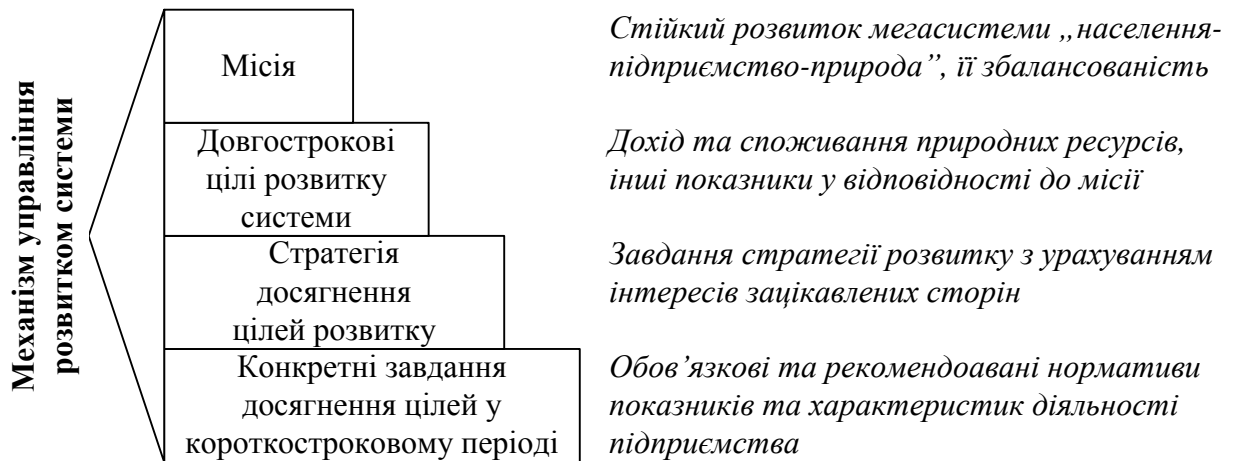 Механізм управління
розвитком системи
Місія
Стійкий розвиток мегасистеми „населення-
підприємство-природа”, її збалансованість
Довгострокові
цілі розвитку
системи
Дохід та споживання природних ресурсів,
інші показники у відповідності до місії
Стратегія
досягнення
цілей розвитку
Завдання стратегії розвитку з урахуванням
інтересів зацікавлених сторін
Конкретні завдання
досягнення цілей у
короткостроковому періоді
Обов’язкові та рекомендоавані нормативи
показників та характеристик діяльності
підприємства